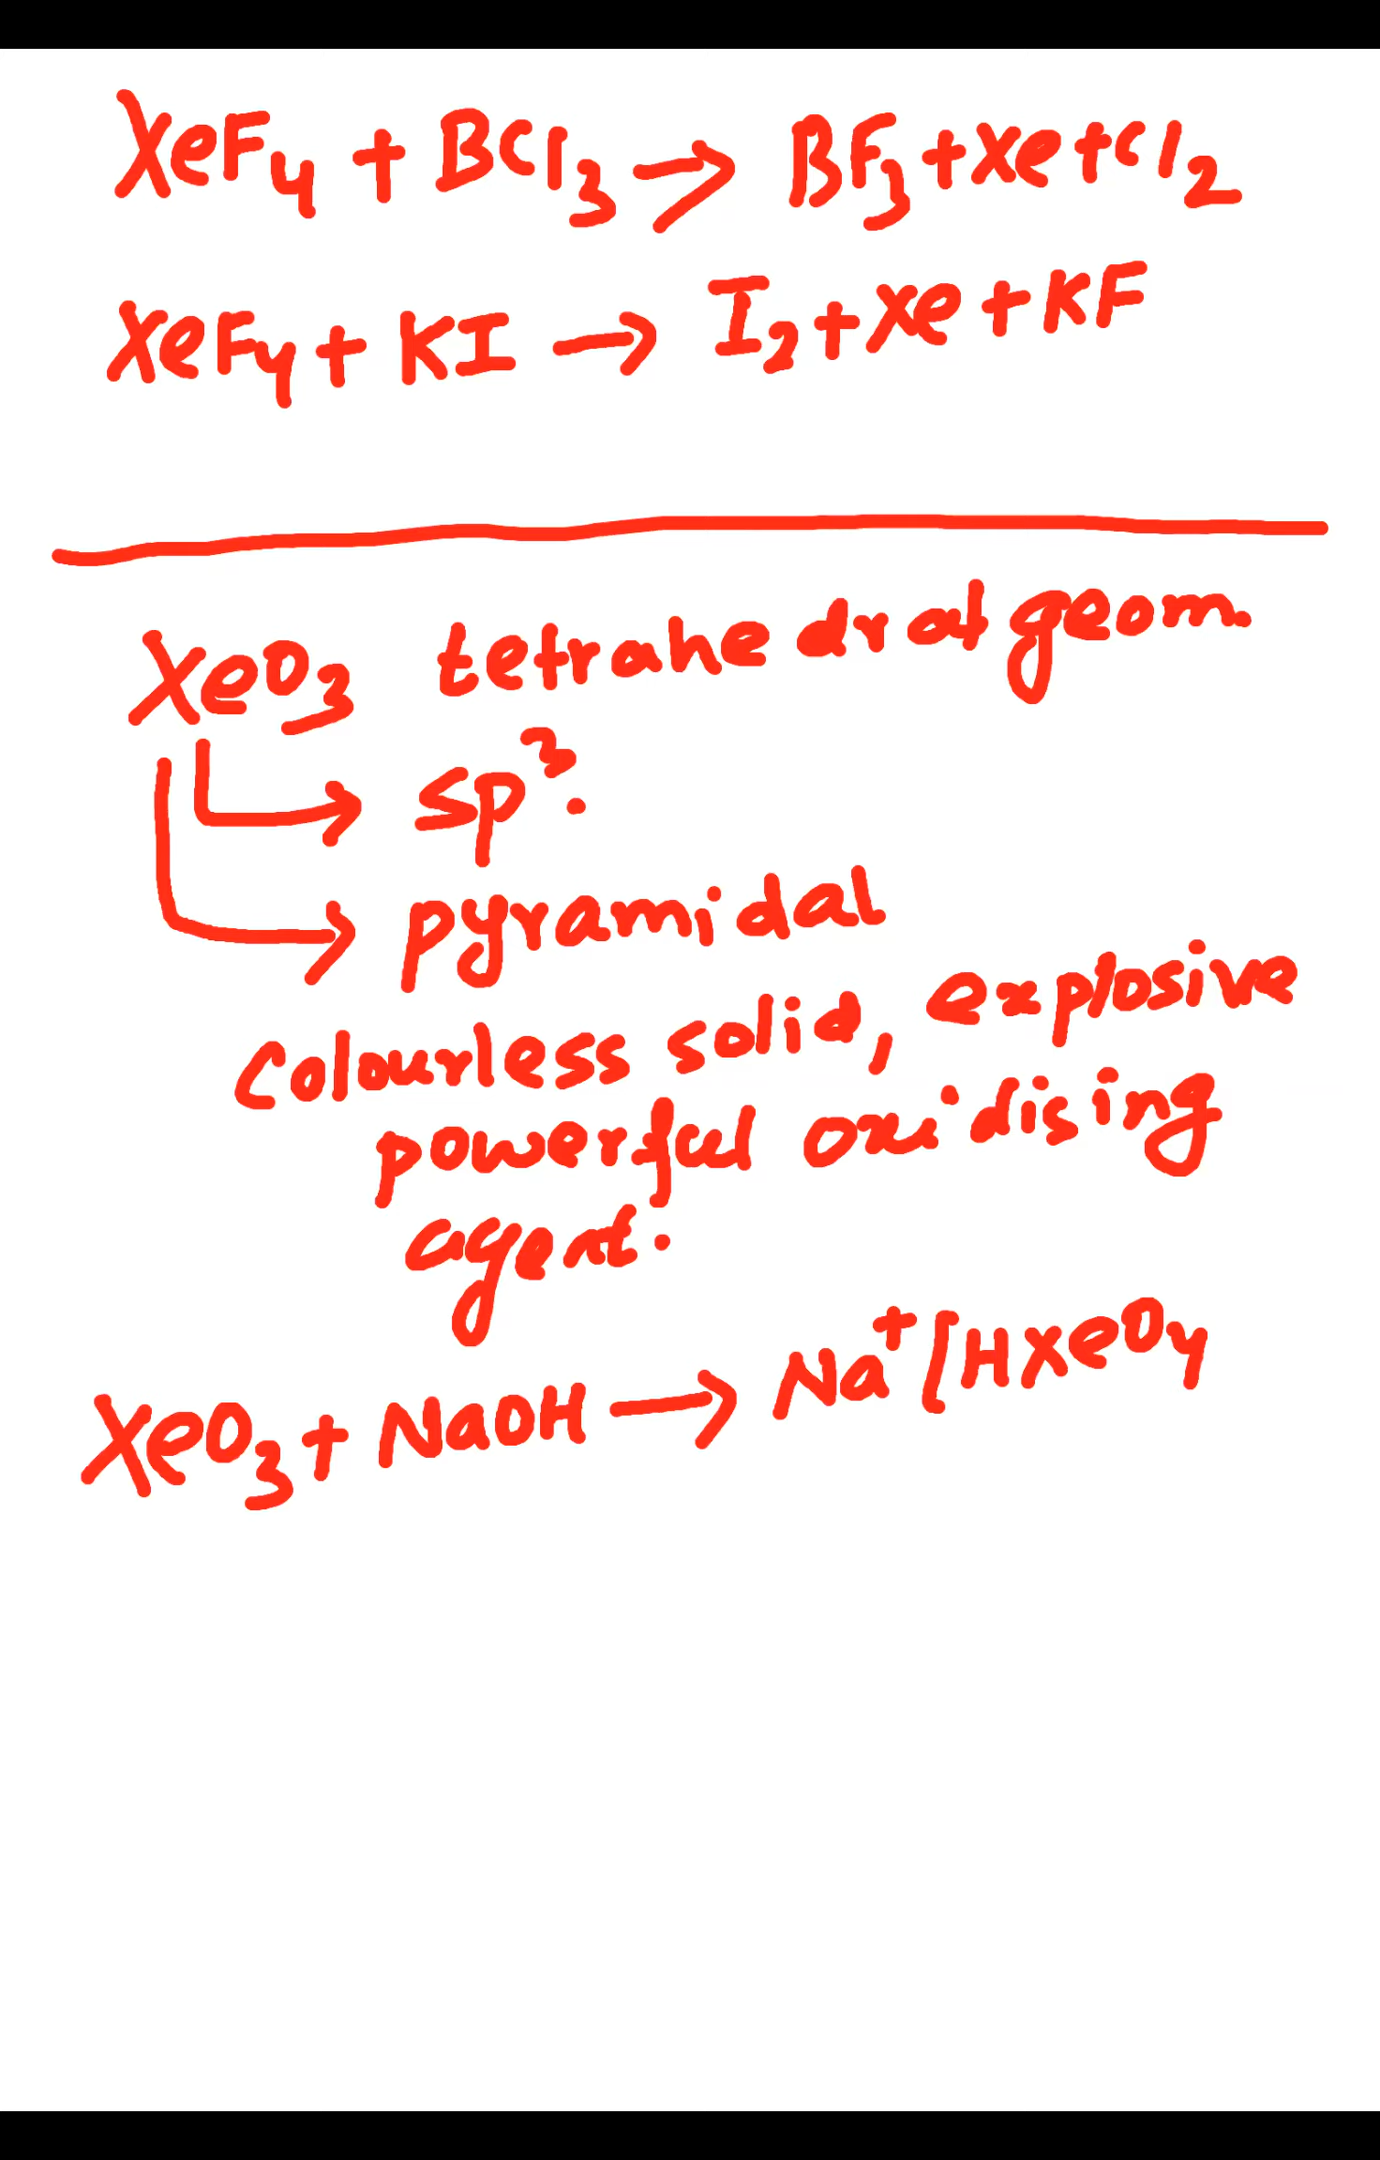 XeF4 + BCl3 → BF3 + Xe + Cl2
XeF4 + KI → I2 + Xe + KF
XeO3 tetrahedral geom.
→ sp³.
→ pyramidal
Colourless solid, explosive
powerful oxidising
agent.
XeO3 + NaOH → Na⁺[HXeO4